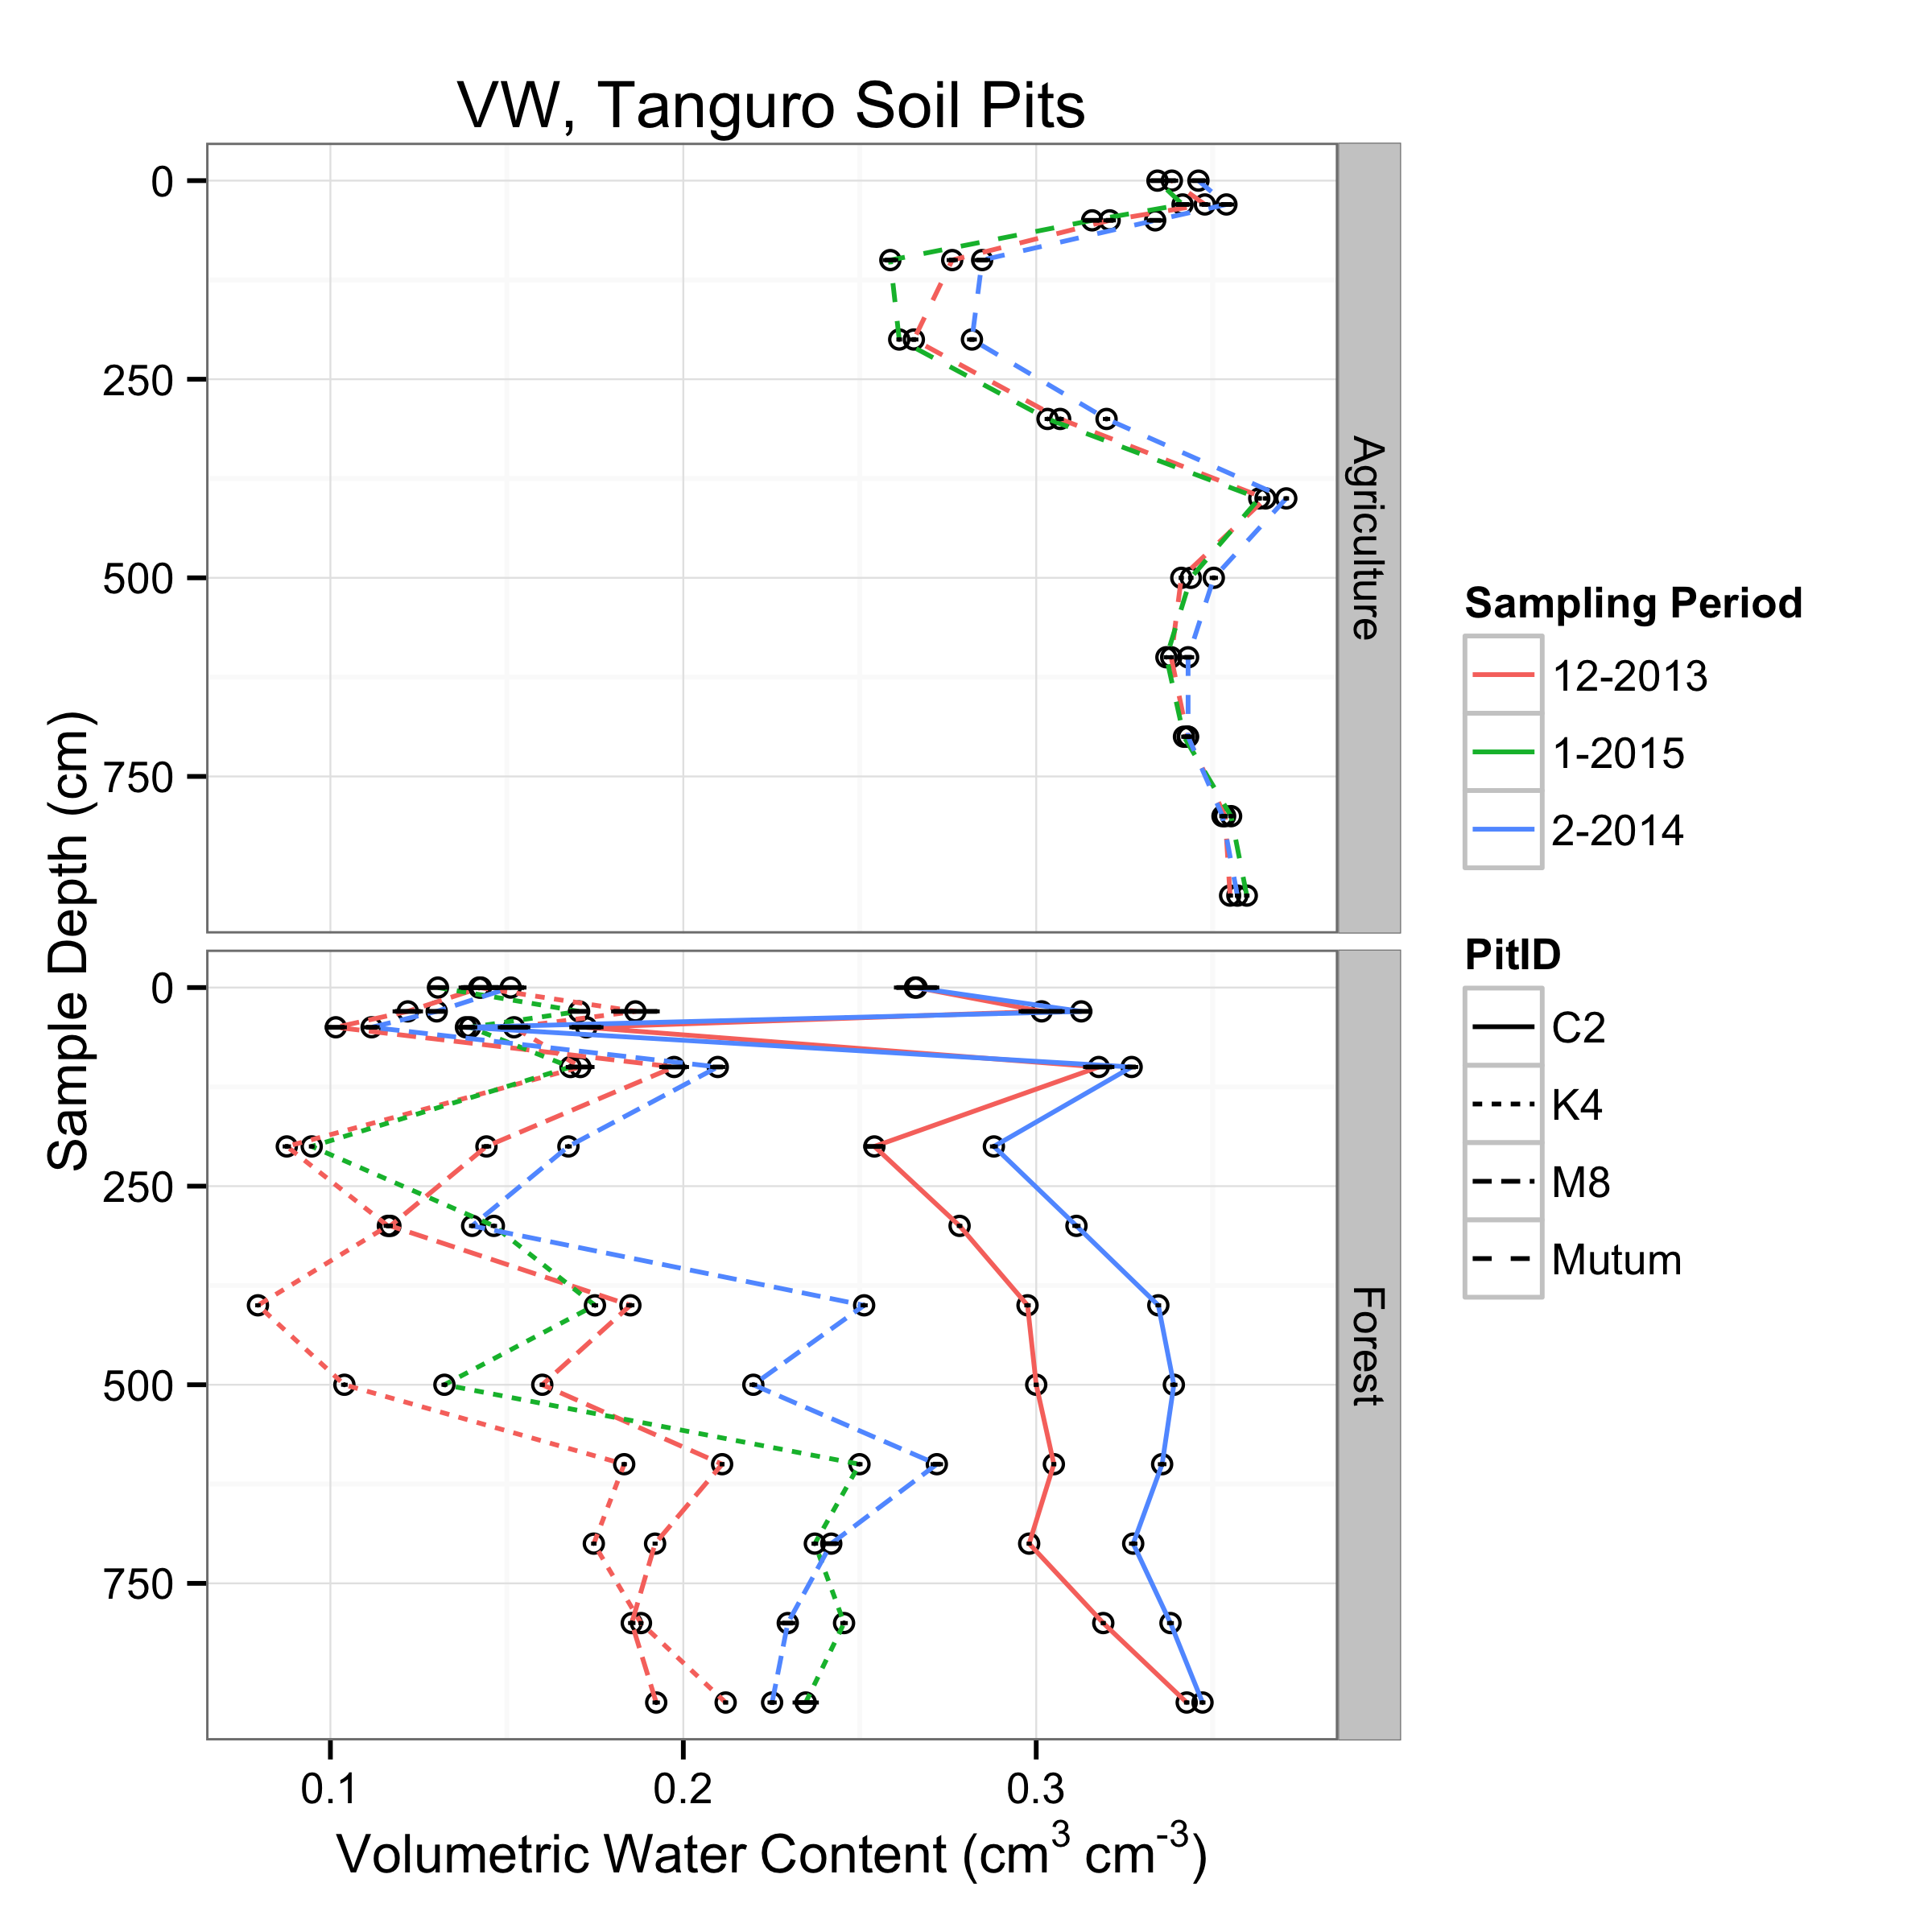 VW, Tanguro Soil Pits
0
250
500
750
Agriculture
0
250
500
750
Forest
Sample Depth (cm)
0.1
0.2
0.3
Volumetric Water Content (cm³ cm⁻³)
Sampling Period
12-2013
1-2015
2-2014
PitID
C2
K4
M8
Mutum